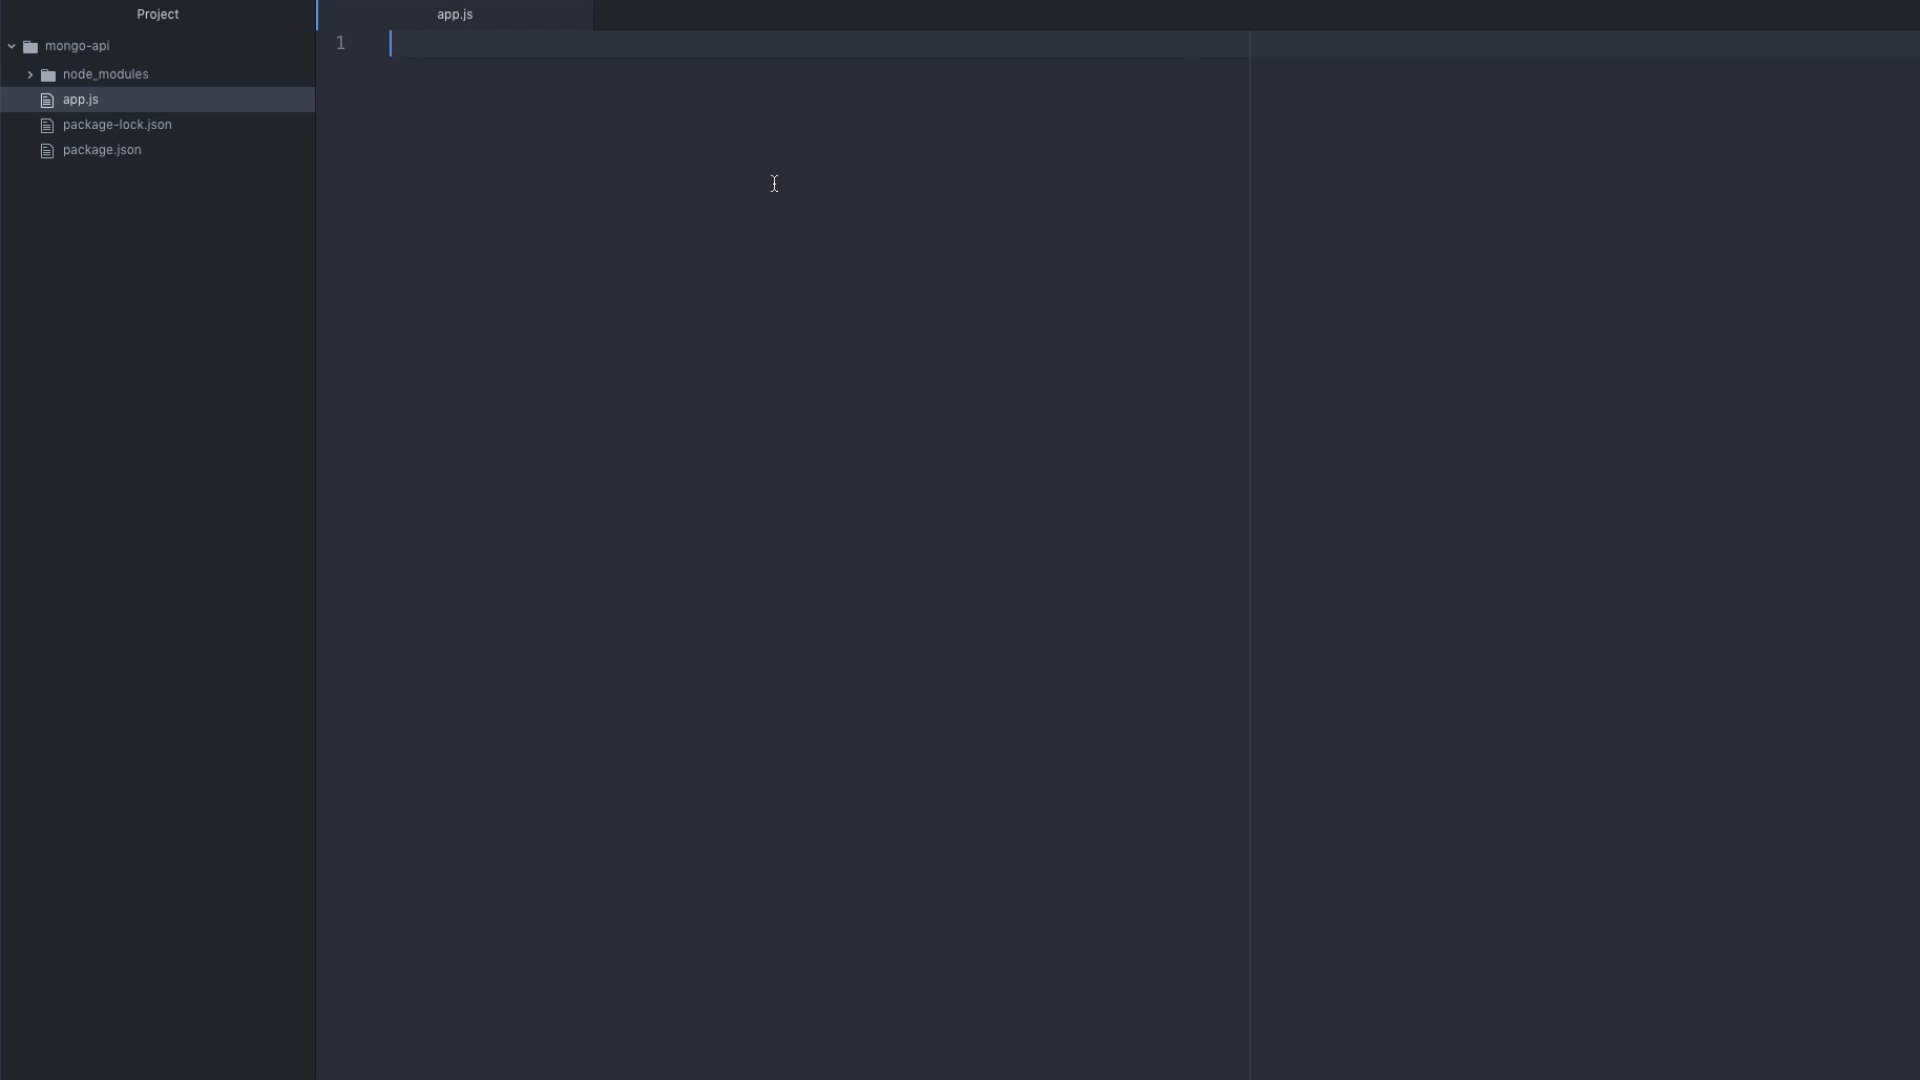 Project
mongo-api
node_modules
app.js
package-lock.json
package.json
app.js
1